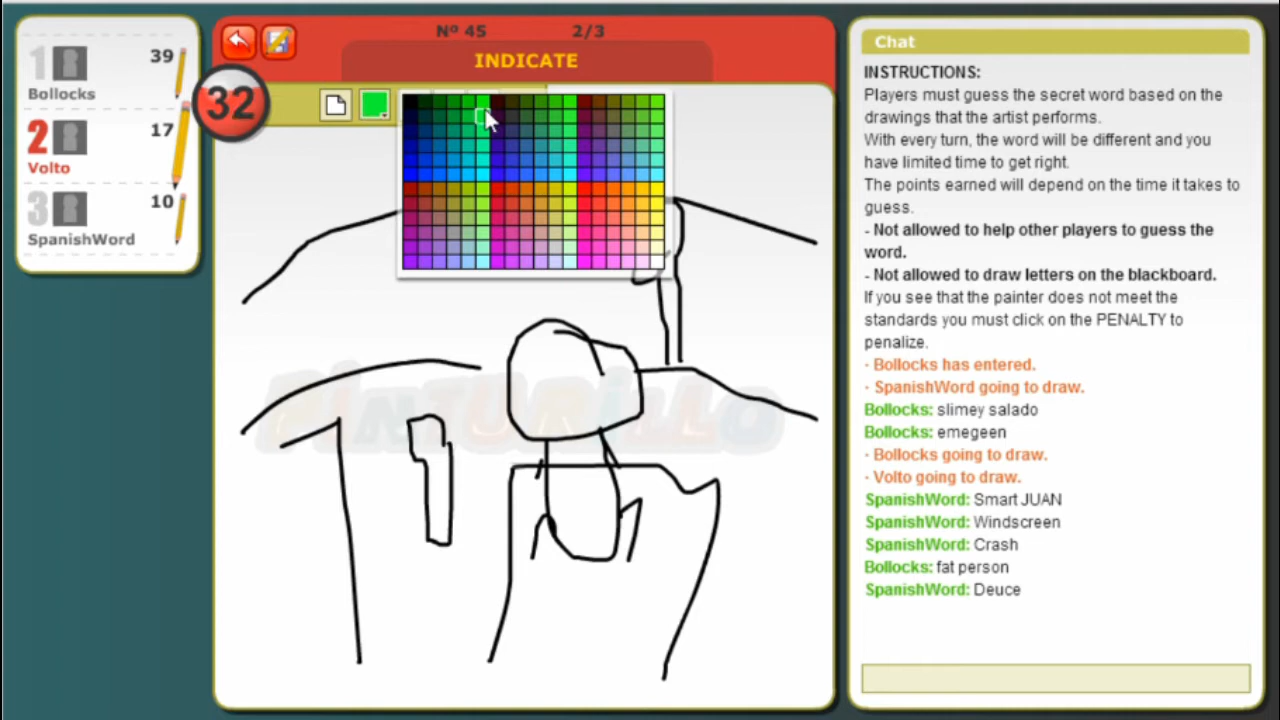 1
39
Bollocks
2
17
Volto
3
10
SpanishWord
32
Nº 45
2/3
INDICATE
PINTURILLO
Chat
INSTRUCTIONS:
Players must guess the secret word based on the
drawings that the artist performs.
With every turn, the word will be different and you
have limited time to get right.
The points earned will depend on the time it takes to
guess.
- Not allowed to help other players to guess the
word.
- Not allowed to draw letters on the blackboard.
If you see that the painter does not meet the
standards you must click on the PENALTY to
penalize.
· Bollocks has entered.
· SpanishWord going to draw.
Bollocks: slimey salado
Bollocks: emegeen
· Bollocks going to draw.
· Volto going to draw.
SpanishWord: Smart JUAN
SpanishWord: Windscreen
SpanishWord: Crash
Bollocks: fat person
SpanishWord: Deuce